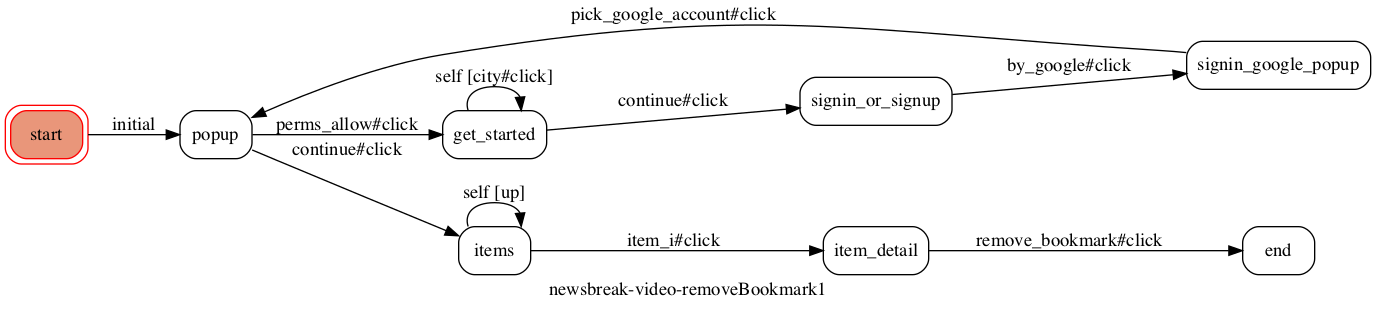 pick_google_account#click
signin_google_popup
by_google#click
self [city#click]
continue#click
signin_or_signup
start
initial
popup
perms_allow#click
get_started
continue#click
self [up]
items
item_i#click
item_detail
remove_bookmark#click
end
newsbreak-video-removeBookmark1